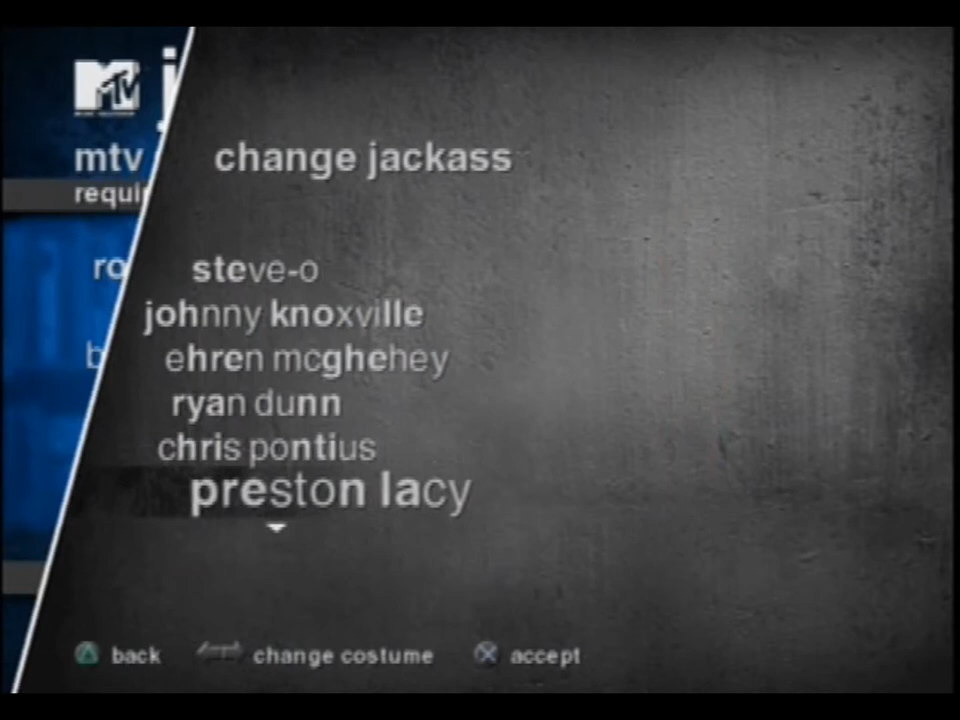 MTV j
mtv
change jackass
requi
ro
steve-o
johnny knoxville
ehren mcghehey
b
ryan dunn
chris pontius
preston lacy
back change costume accept